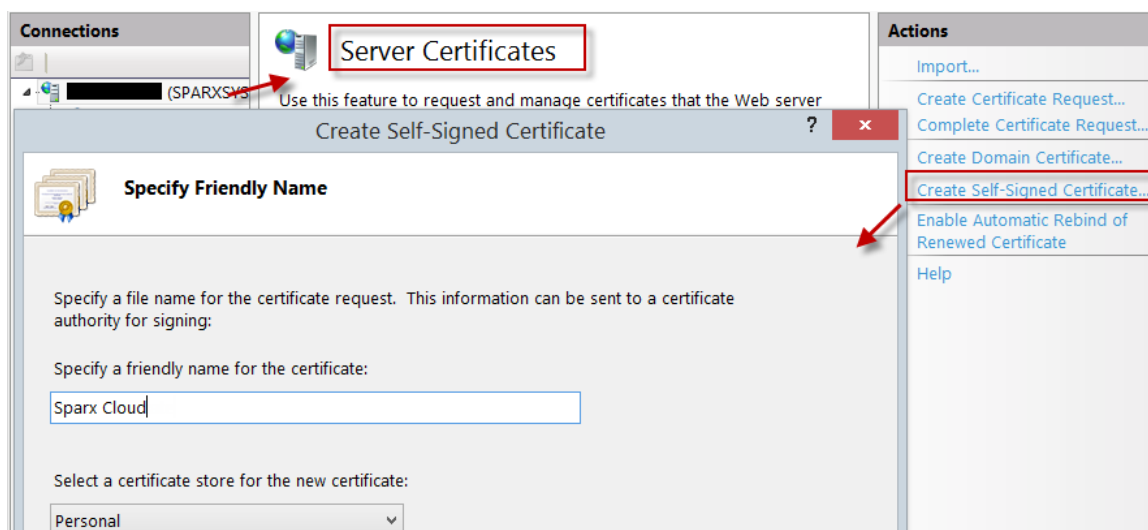 Connections
(SPARXSYS
Server Certificates
Use this feature to request and manage certificates that the Web server
Create Self-Signed Certificate
?
x
Specify Friendly Name
Specify a file name for the certificate request.  This information can be sent to a certificate
authority for signing:
Specify a friendly name for the certificate:
Sparx Cloud
Select a certificate store for the new certificate:
Personal
Actions
Import...
Create Certificate Request...
Complete Certificate Request...
Create Domain Certificate...
Create Self-Signed Certificate...
Enable Automatic Rebind of
Renewed Certificate
Help